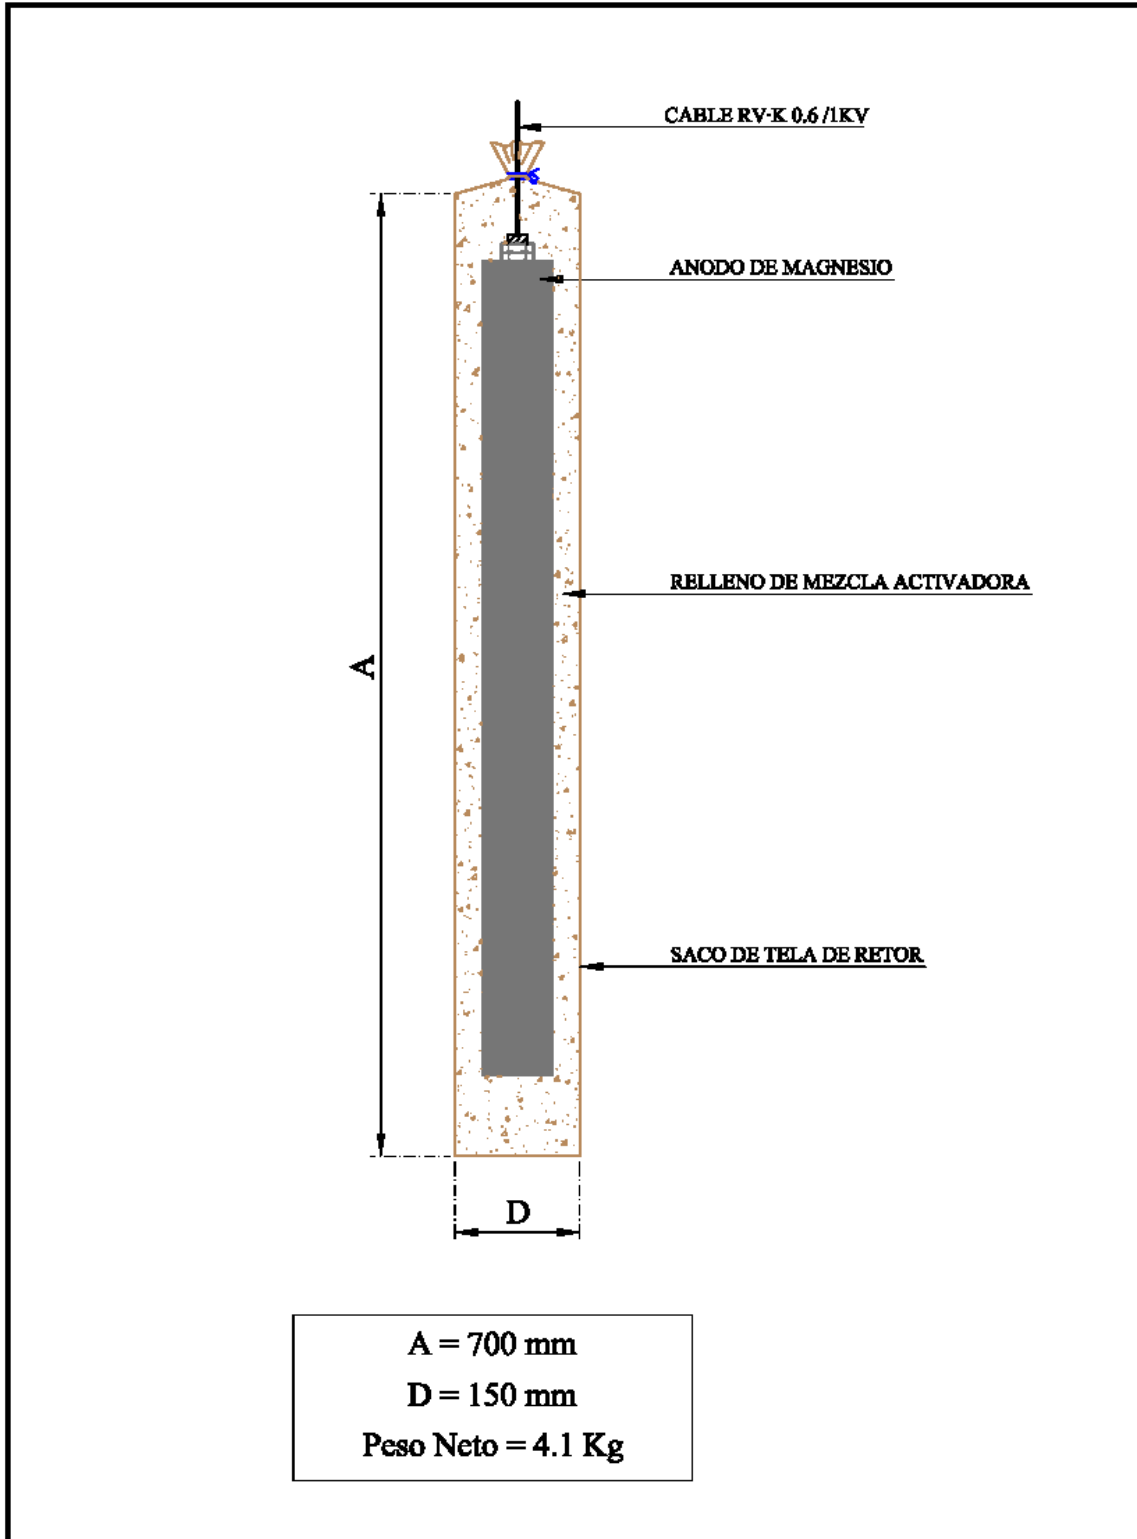 CABLE RV-K 0.6 /1KV
ANODO DE MAGNESIO
RELLENO DE MEZCLA ACTIVADORA
A
SACO DE TELA DE RETOR
D
A = 700 mm
D = 150 mm
Peso Neto = 4.1 Kg